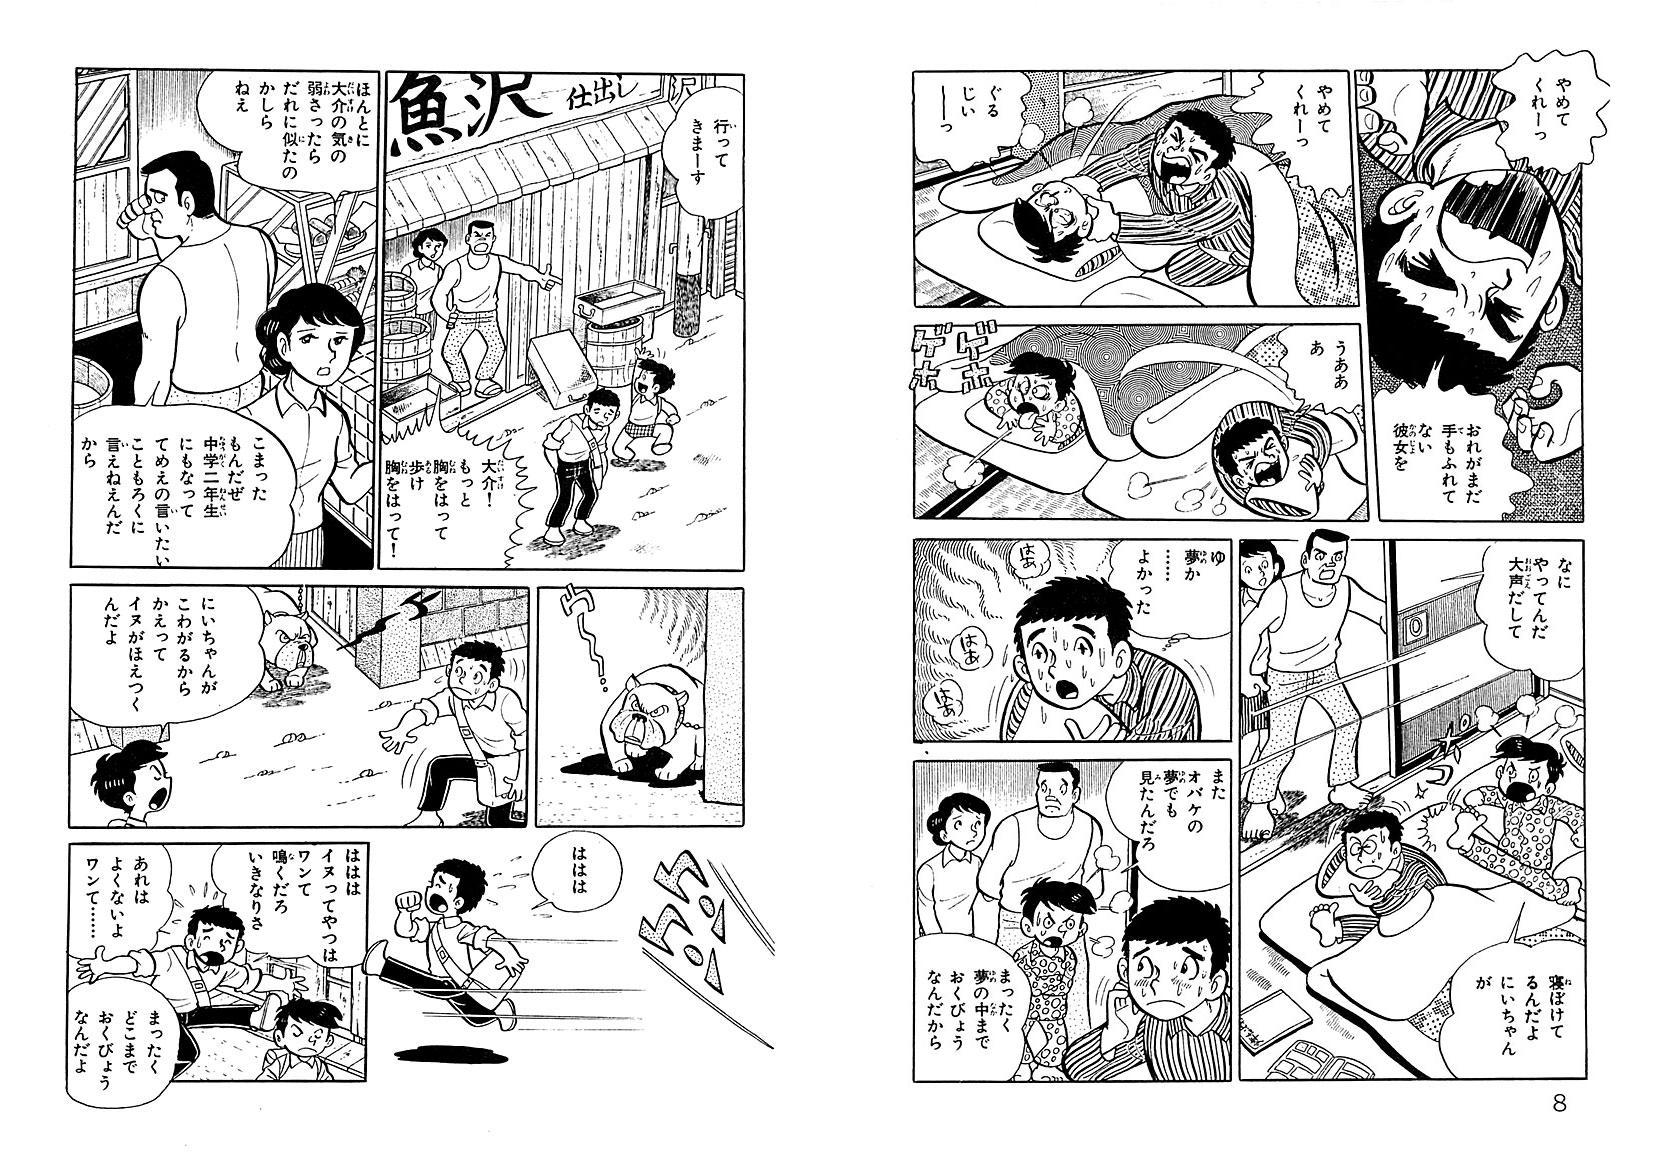 やめて
くれーっ
おれがまだ
手もふれて
ない
彼女を
やめて
くれーっ
ぐる
じい
ーっ
うああ
あ
ゲホ
ゲホ
なに
やってんだ
大声だして
寝ぼけて
るんだよ
にいちゃん
が
ゆ
夢か
……
よかった
はあ
はあ
はあ
また
オバケの
夢でも
見たんだろ
まったく
夢の中まで
おくびょう
なんだから
8
魚沢
仕出し
沢
行って
きまーす
大介!
もっと
胸をはって
歩け
胸をはって!
ほんとに
大介の気の
弱さったら
だれに似たの
かしら
ねえ
こまった
もんだぜ
中学二年生
にもなって
てめえの言いたい
こともろくに
言えねえんだ
から
ウ〜〜
にいちゃんが
こわがるから
かえって
イヌがほえつく
んだよ
ワン
ワン
ははは
ははは
イヌってやつは
ワンて
鳴くだろ
いきなりさ
あれは
よくないよ
ワンて……
まったく
どこまで
おくびょう
なんだよ